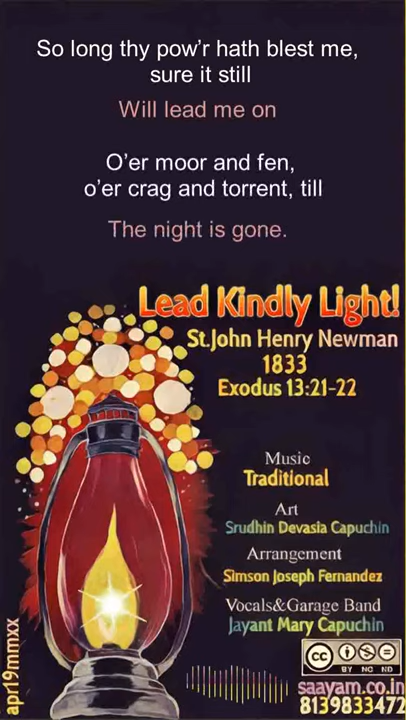 So long thy pow'r hath blest me,
sure it still
Will lead me on
O'er moor and fen,
o'er crag and torrent, till
The night is gone.
Lead Kindly Light!
St.John Henry Newman
1833
Exodus 13:21-22
Music
Traditional
Art
Srudhin Devasia Capuchin
Arrangement
Simson Joseph Fernandez
Vocals&Garage Band
Jayant Mary Capuchin
cc
BY NC ND
saayam.co.in
8139833472
apr19mmxx